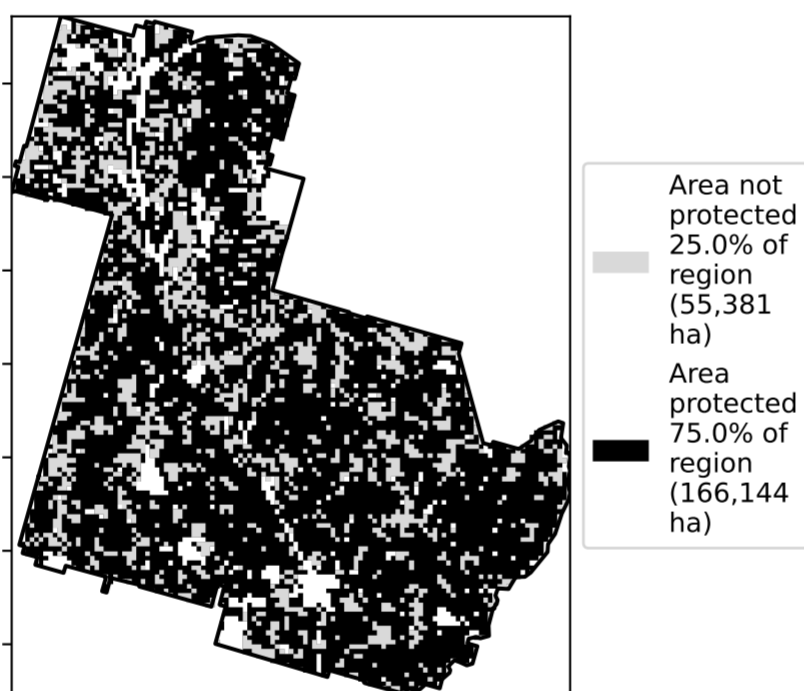 Area not
protected
25.0% of
region
(55,381
ha)
Area
protected
75.0% of
region
(166,144
ha)